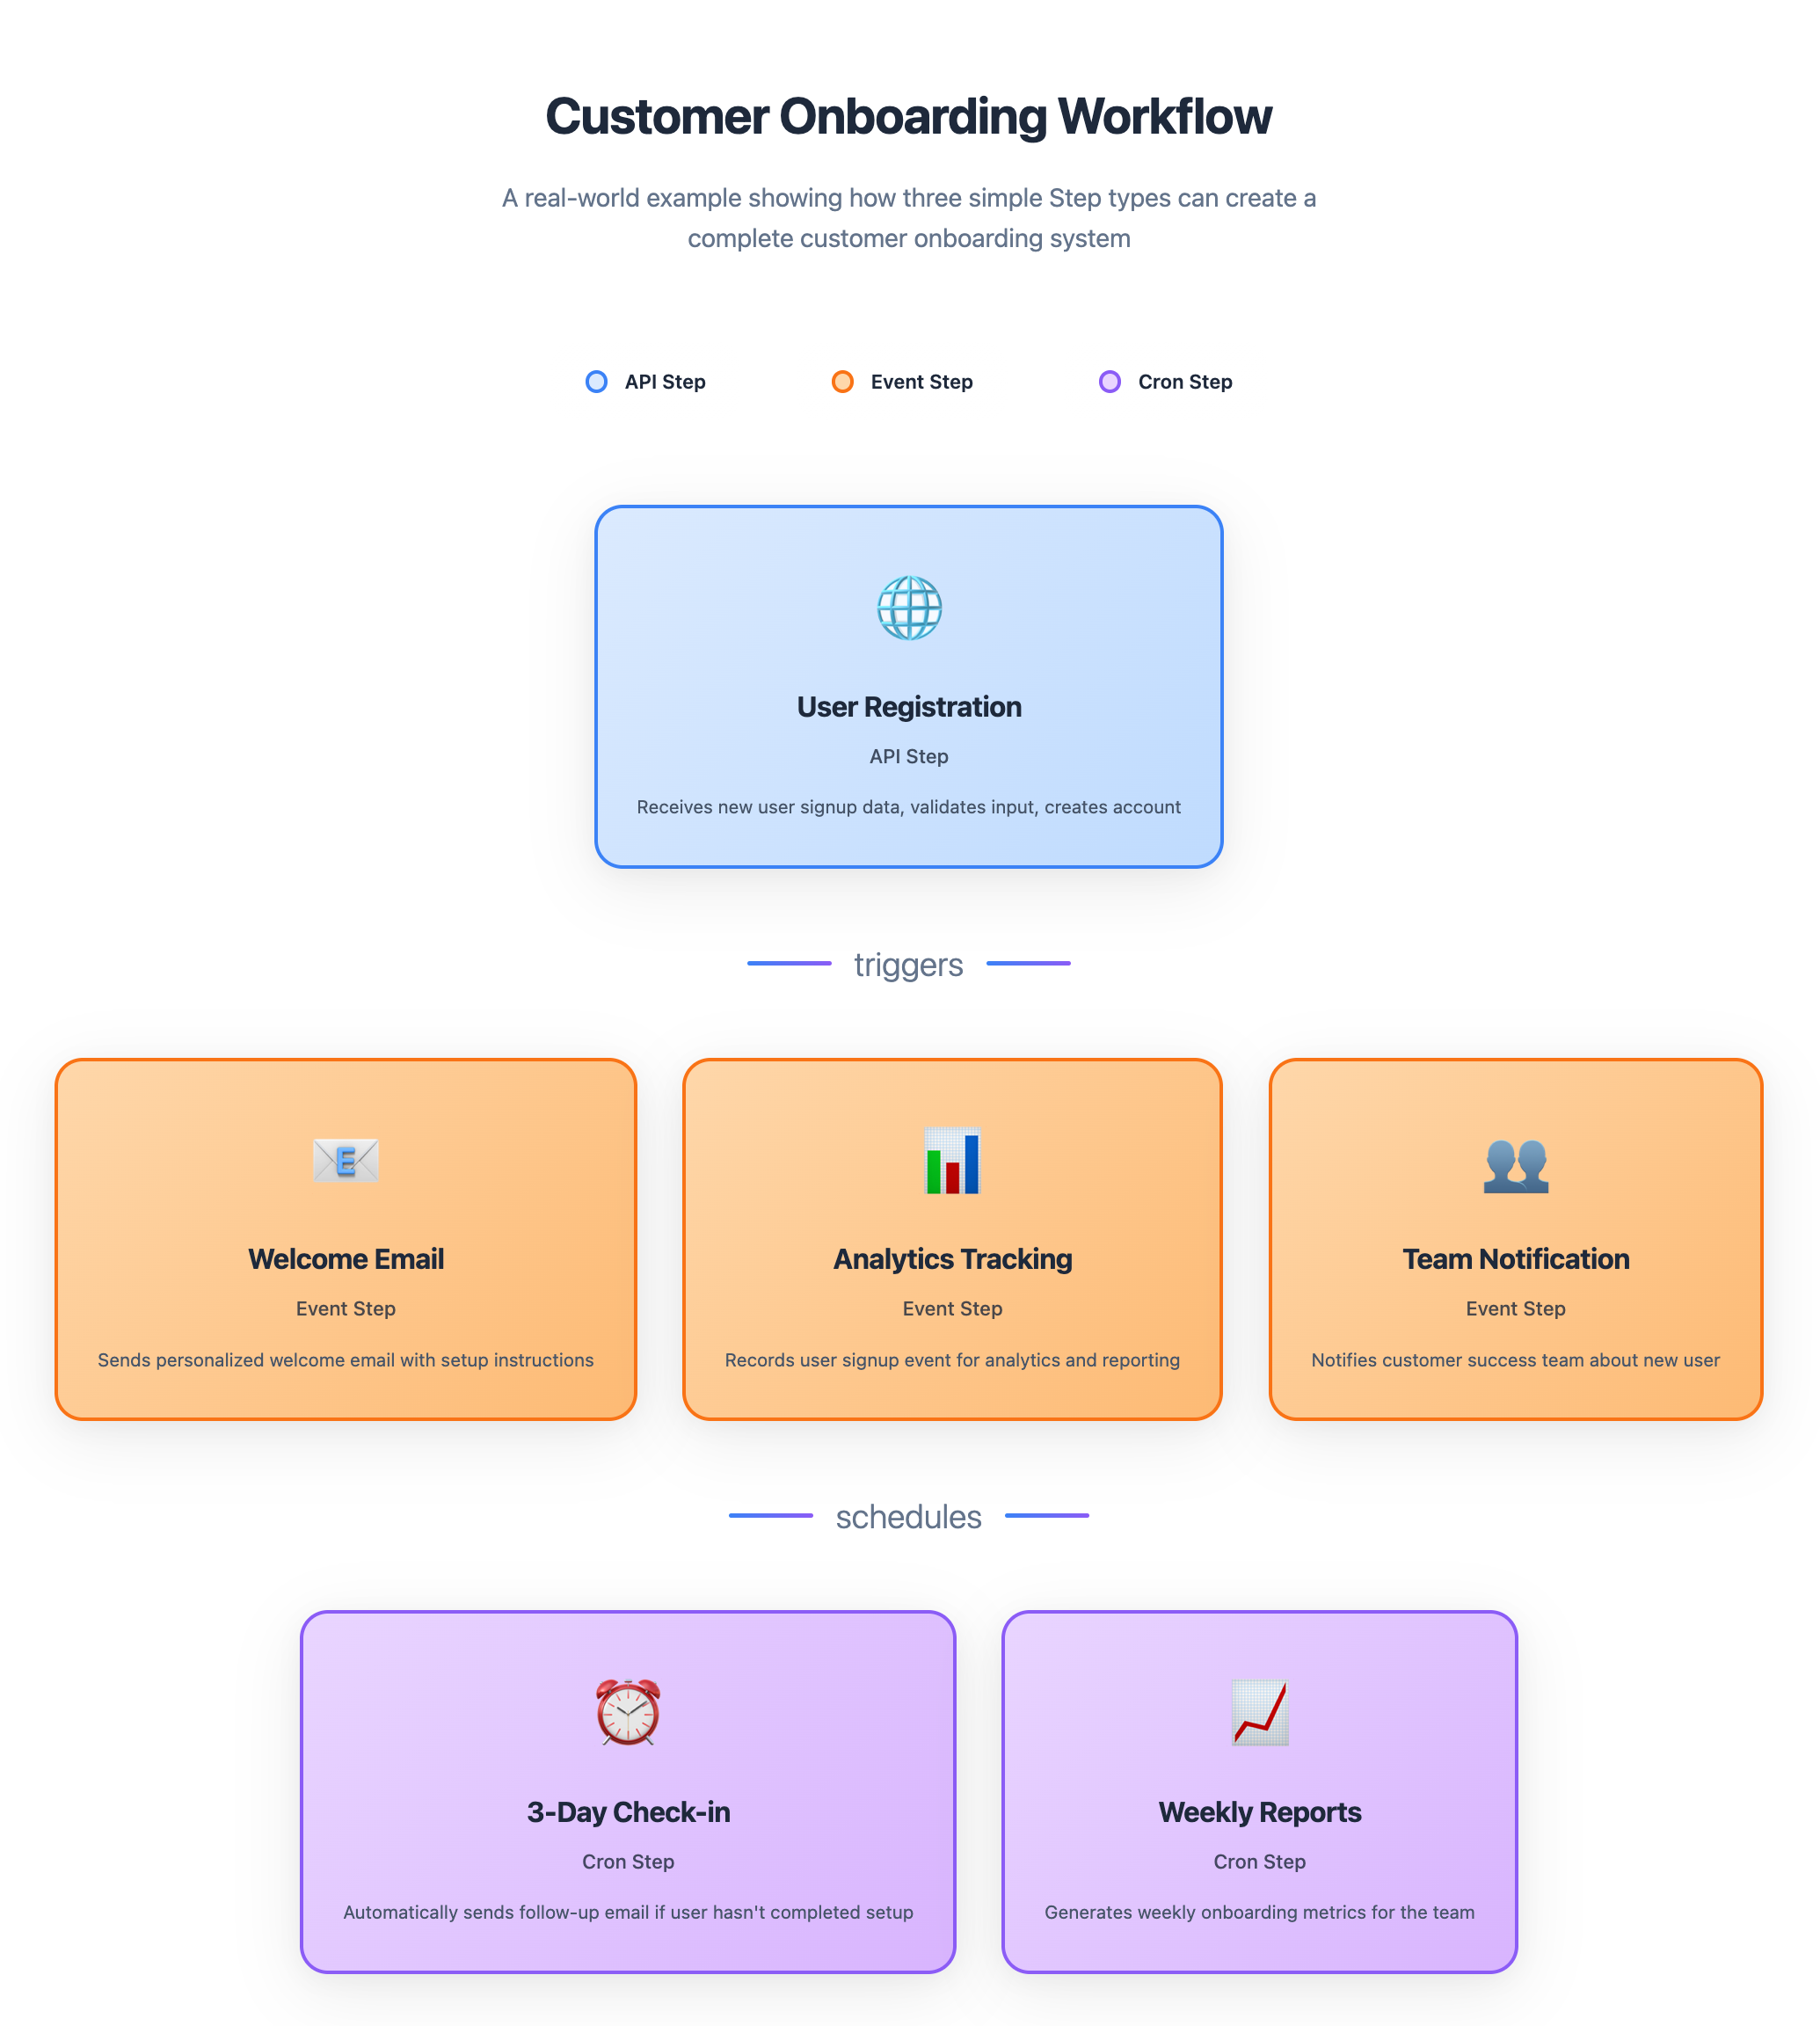 Customer Onboarding Workflow
A real-world example showing how three simple Step types can create a
complete customer onboarding system
API Step
Event Step
Cron Step
User Registration
API Step
Receives new user signup data, validates input, creates account
triggers
E
Welcome Email
Event Step
Sends personalized welcome email with setup instructions
Analytics Tracking
Event Step
Records user signup event for analytics and reporting
Team Notification
Event Step
Notifies customer success team about new user
schedules
3-Day Check-in
Cron Step
Automatically sends follow-up email if user hasn't completed setup
Weekly Reports
Cron Step
Generates weekly onboarding metrics for the team